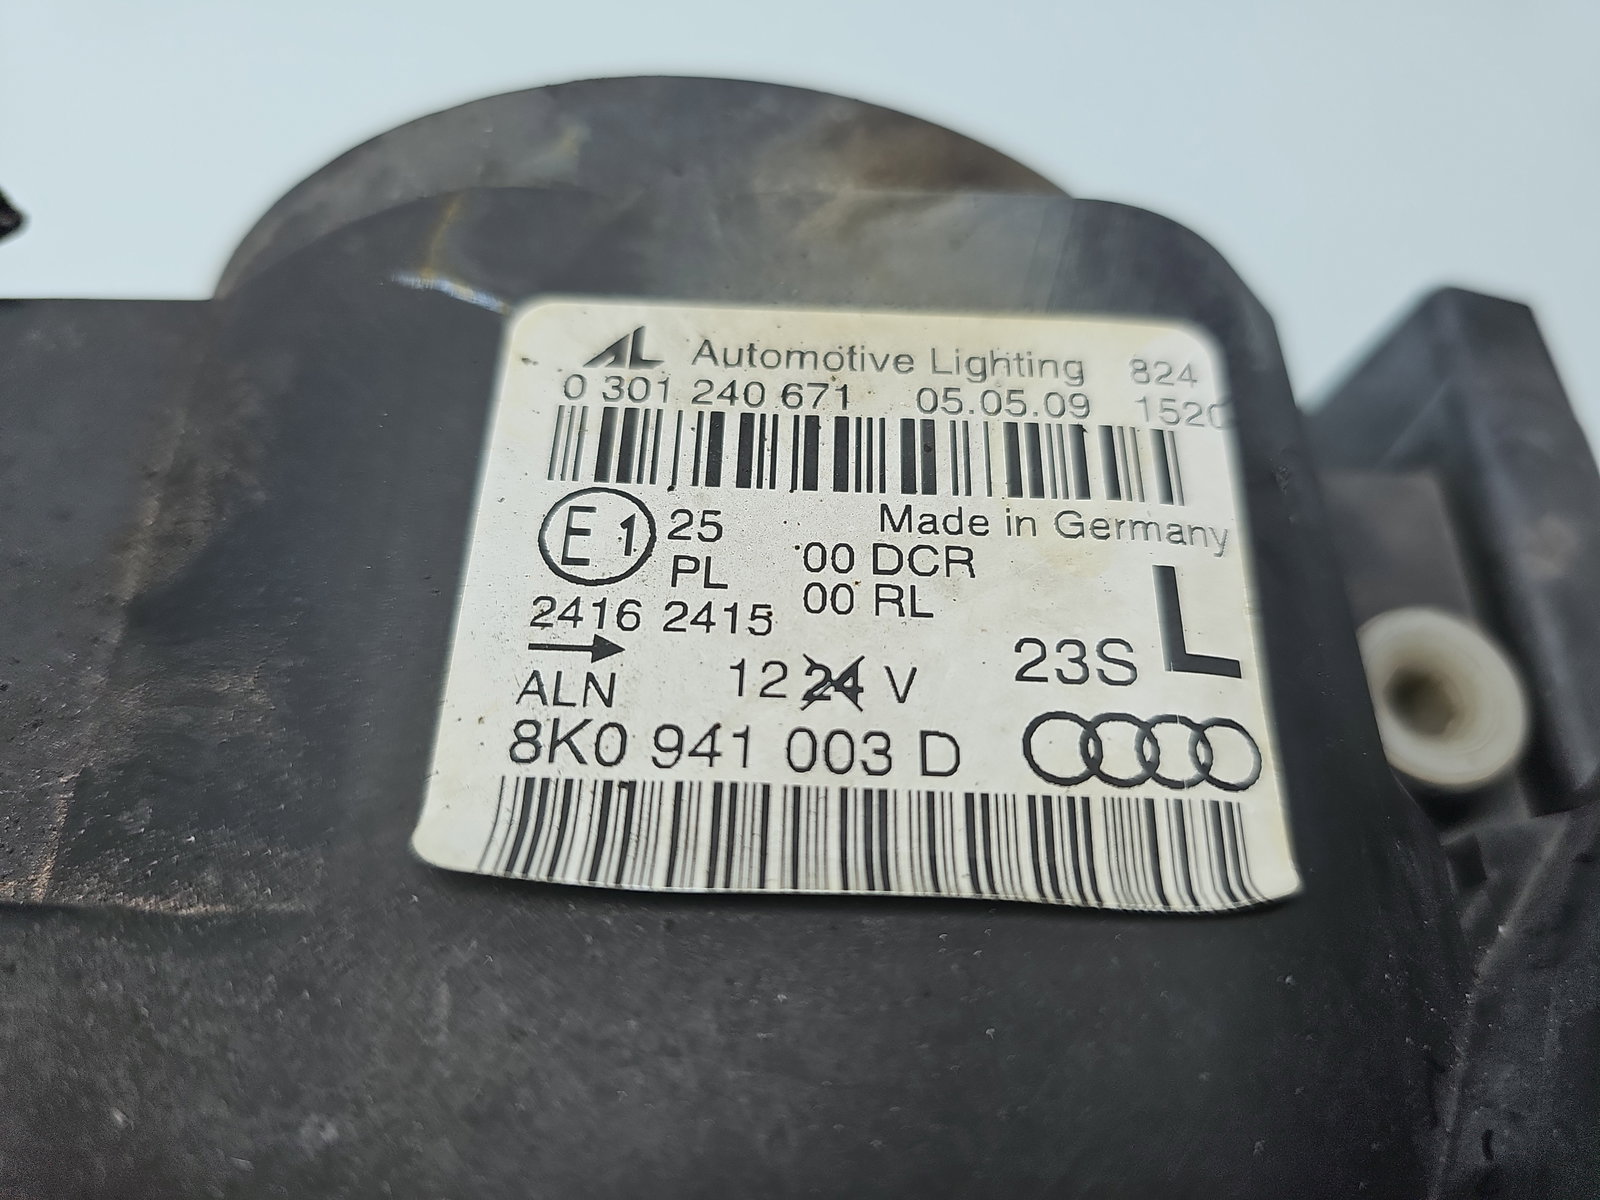 AL Automotive Lighting 824
0 301 240 671 05.05.09 1520
E1 25 Made in Germany
PL 00 DCR
2416 2415 00 RL
L
ALN 12 24 V 23S
8K0 941 003 D